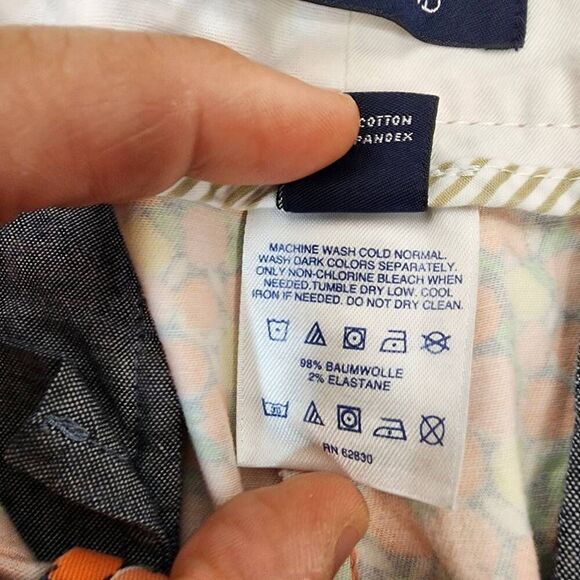 COTTON
MACHINE WASH COLD NORMAL.
WASH DARK COLORS SEPARATELY.
ONLY NON-CHLORINE BLEACH WHEN
NEEDED.TUMBLE DRY LOW. COOL
IRON IF NEEDED. DO NOT DRY CLEAN.
98% BAUMWOLLE
2% ELASTANE
30
RN 62830